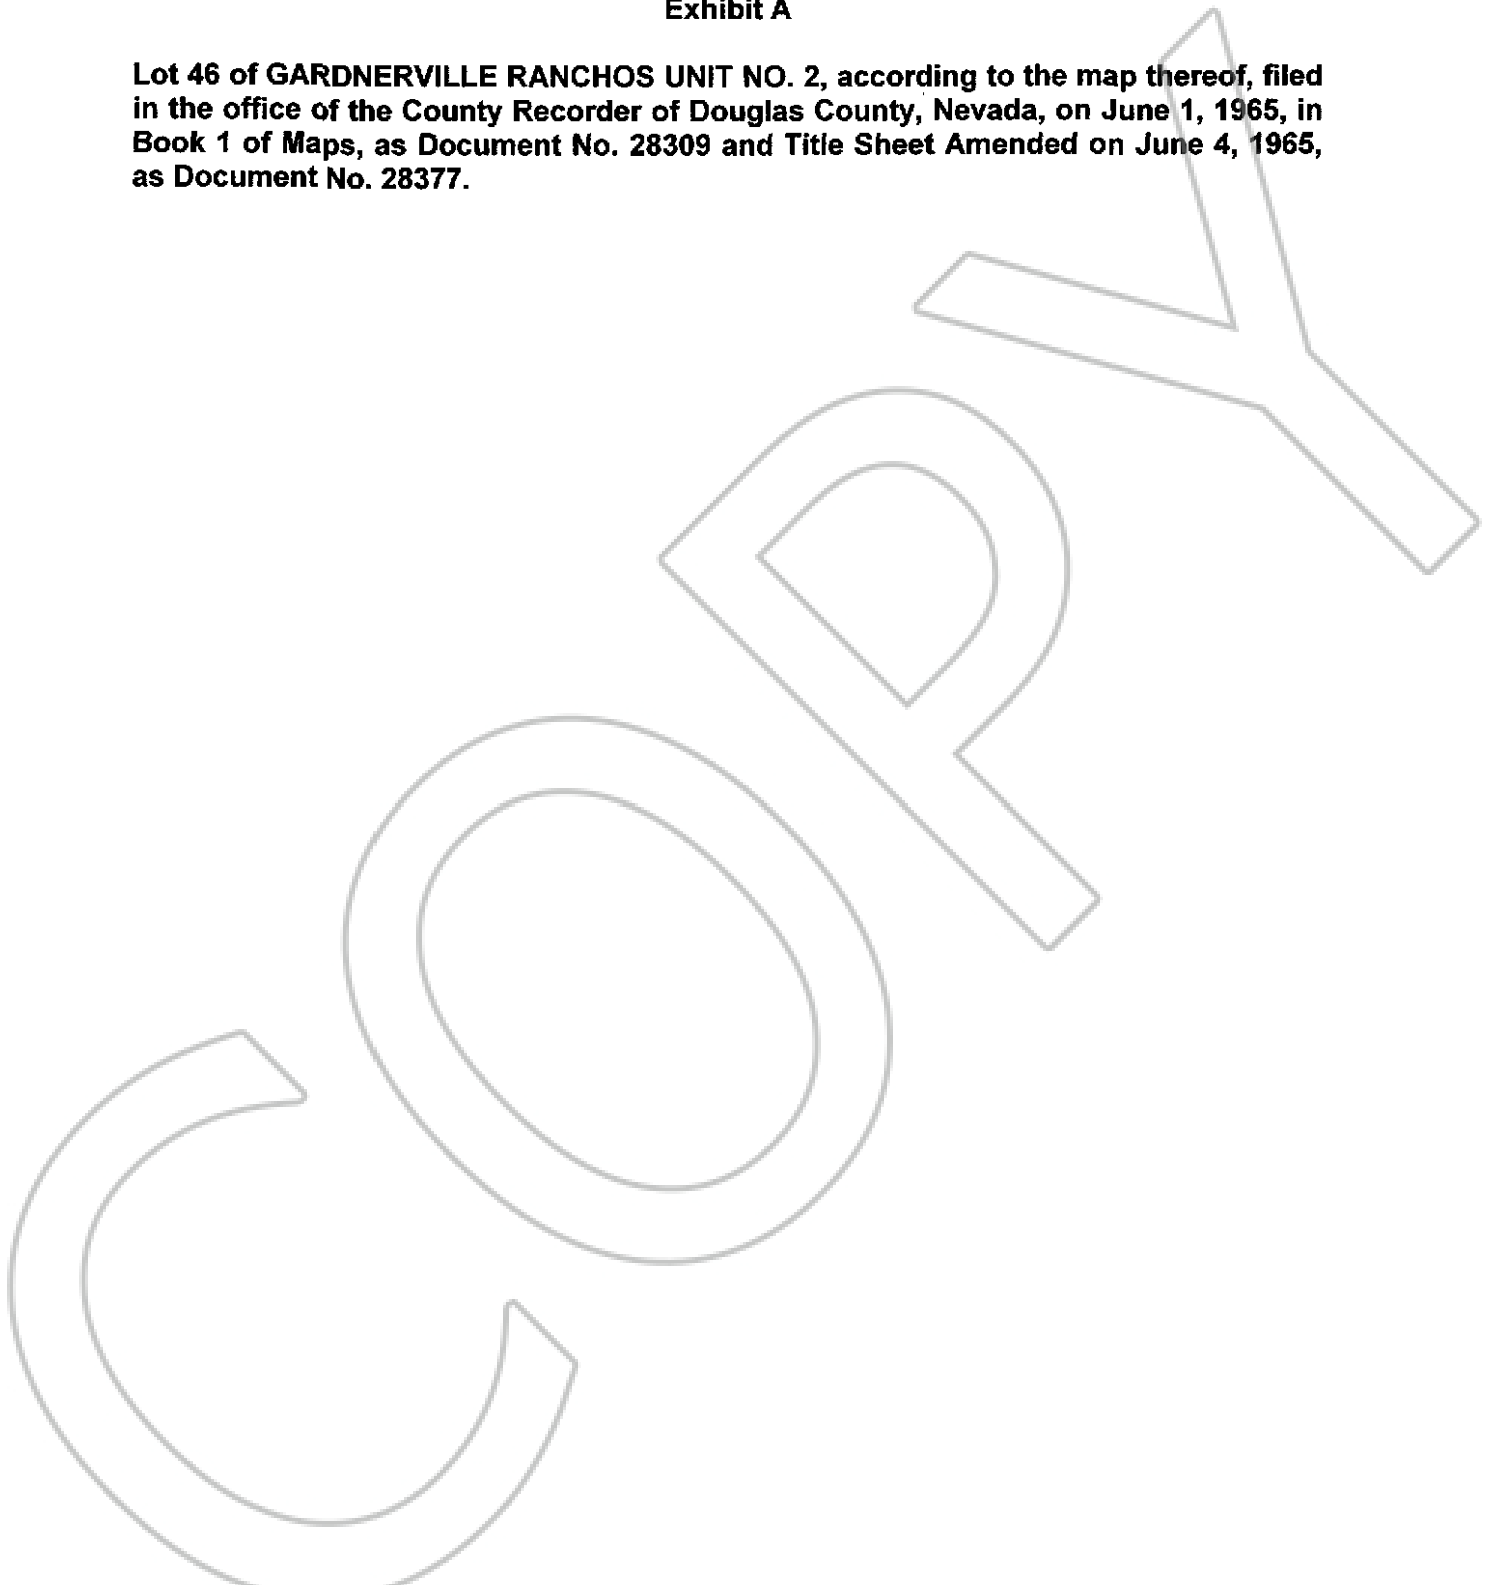 Exhibit A
Lot 46 of GARDNERVILLE RANCHOS UNIT NO. 2, according to the map thereof, filed
in the office of the County Recorder of Douglas County, Nevada, on June 1, 1965, in
Book 1 of Maps, as Document No. 28309 and Title Sheet Amended on June 4, 1965,
as Document No. 28377.
COPY